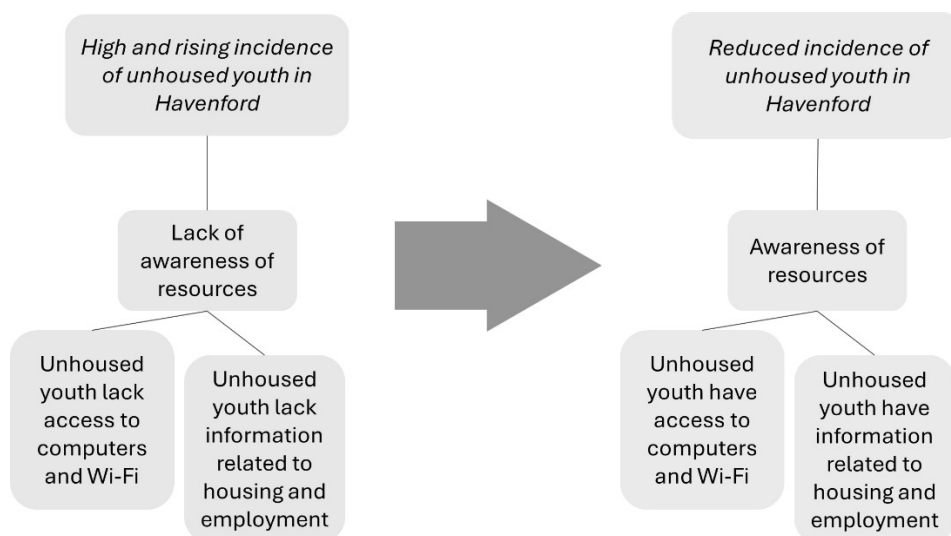 High and rising incidence
of unhoused youth in
Havenford
Lack of
awareness of
resources
Unhoused
youth lack
access to
computers
and Wi-Fi
Unhoused
youth lack
information
related to
housing and
employment
Reduced incidence of
unhoused youth in
Havenford
Awareness of
resources
Unhoused
youth have
access to
computers
and Wi-Fi
Unhoused
youth have
information
related to
housing and
employment